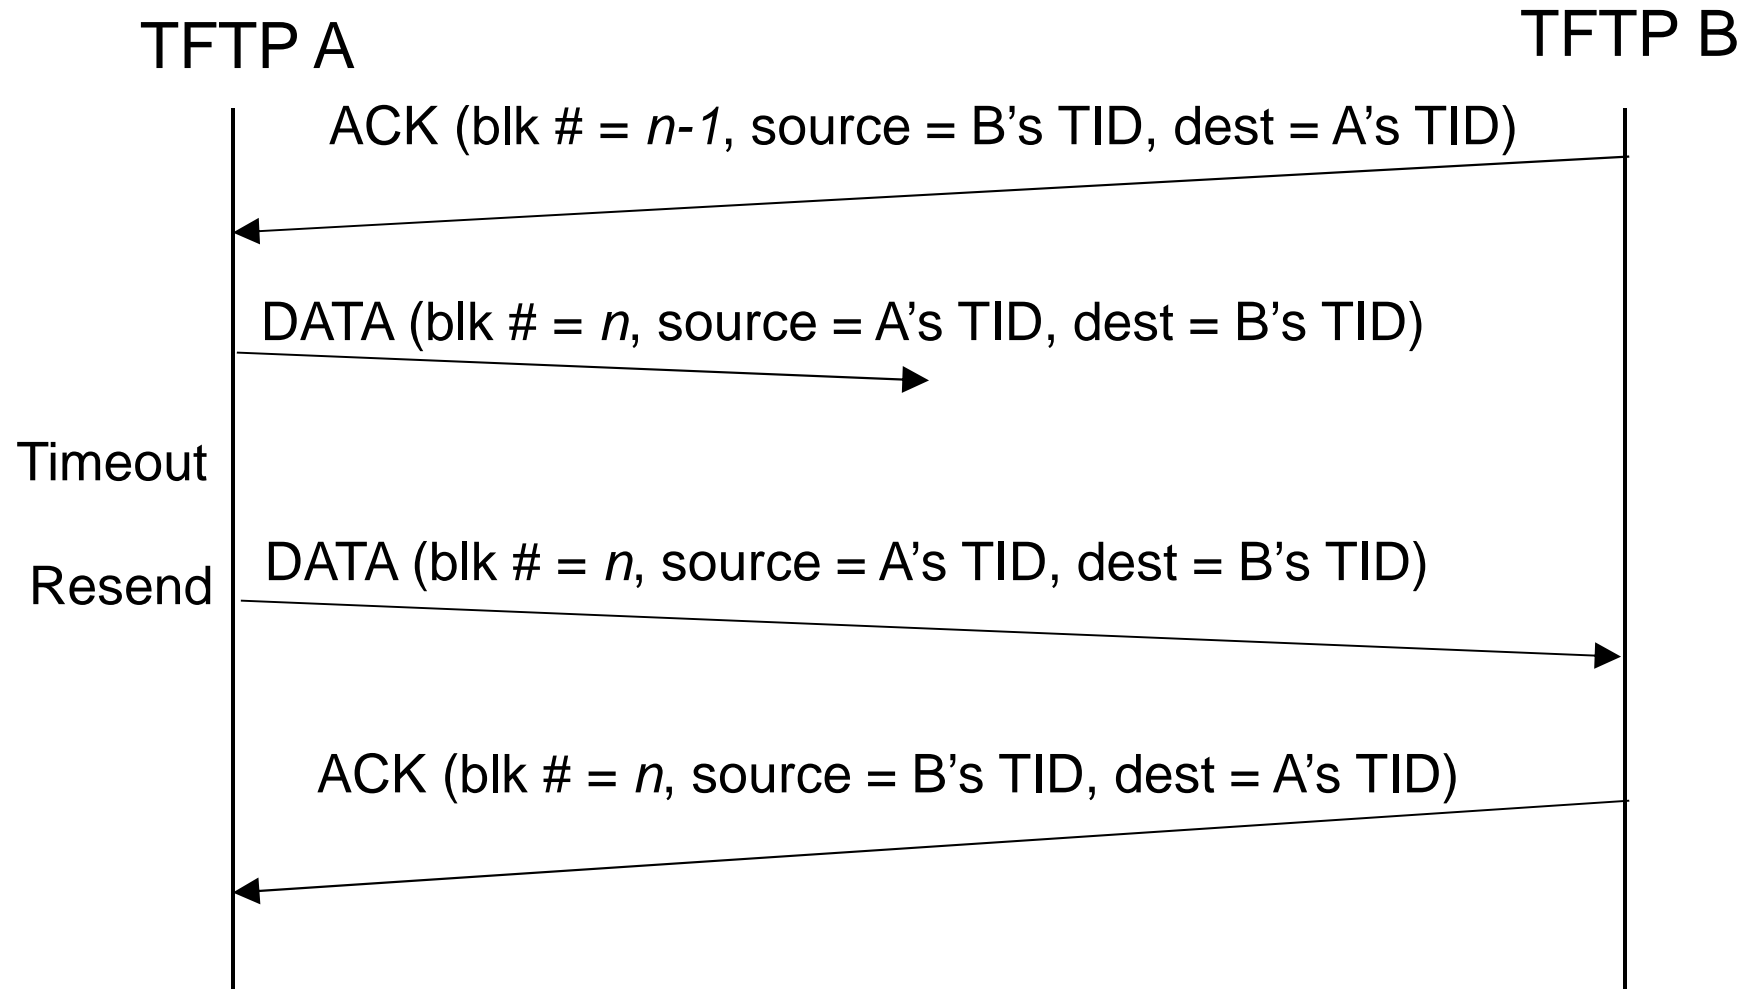 TFTP A
TFTP B
ACK (blk # = n-1, source = B’s TID, dest = A’s TID)
DATA (blk # = n, source = A’s TID, dest = B’s TID)
Timeout
DATA (blk # = n, source = A’s TID, dest = B’s TID)
Resend
ACK (blk # = n, source = B’s TID, dest = A’s TID)